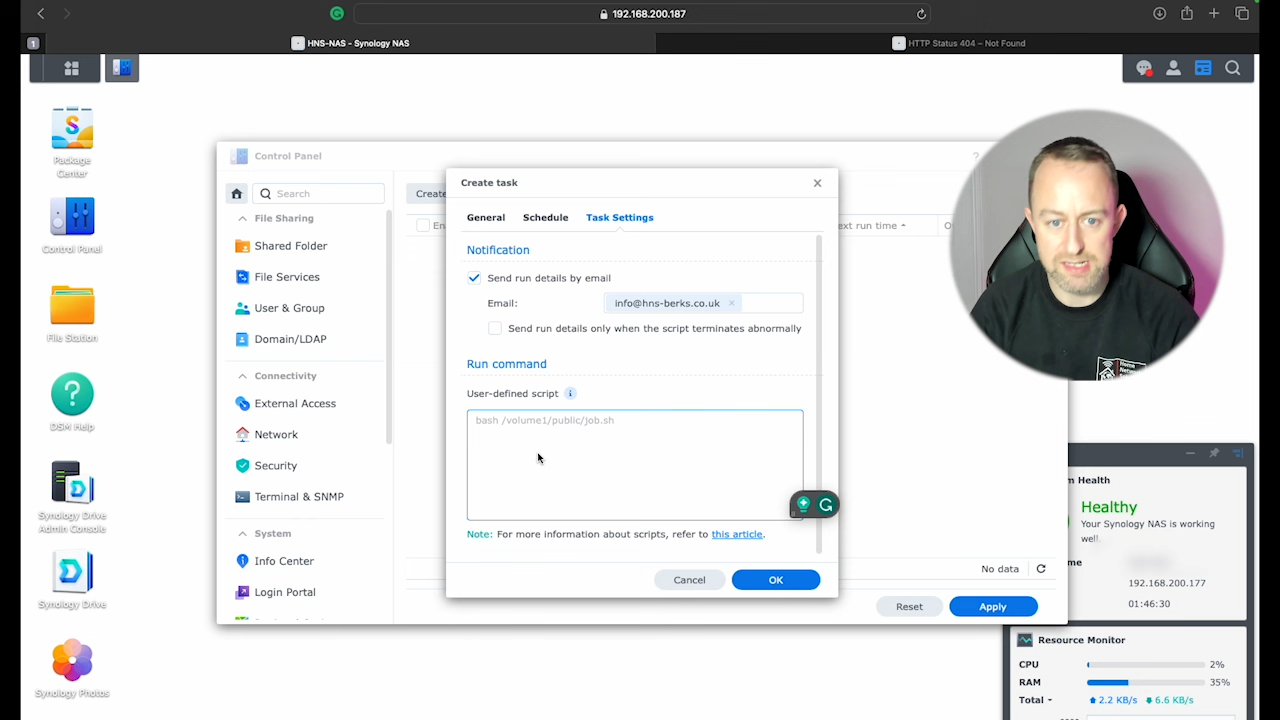 192.168.200.187
1
HNS-NAS - Synology NAS
HTTP Status 404 – Not Found
Package
Center
Control Panel
File Station
DSM Help
Synology Drive
Admin Console
Synology Drive
Synology Photos
Control Panel
?
Search
File Sharing
Shared Folder
File Services
User & Group
Domain/LDAP
Connectivity
External Access
Network
Security
Terminal & SNMP
System
Info Center
Login Portal
Create
En
ext run time
No data
Reset
Apply
Create task
General
Schedule
Task Settings
Notification
Send run details by email
Email:
info@hns-berks.co.uk
Send run details only when the script terminates abnormally
Run command
User-defined script
bash /volume1/public/job.sh
Note: For more information about scripts, refer to this article.
Cancel
OK
m Health
Healthy
Your Synology NAS is working
well.
me
192.168.200.177
01:46:30
Resource Monitor
CPU
2%
RAM
35%
Total
2.2 KB/s
6.6 KB/s